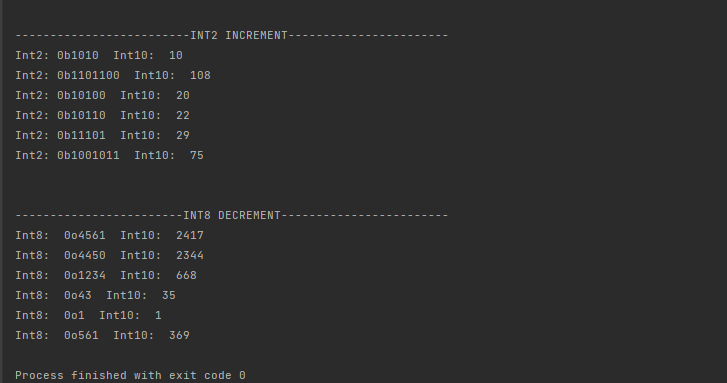 -------------------------INT2 INCREMENT-----------------------
Int2: 0b1010  Int10:  10
Int2: 0b1101100  Int10:  108
Int2: 0b10100  Int10:  20
Int2: 0b10110  Int10:  22
Int2: 0b11101  Int10:  29
Int2: 0b1001011  Int10:  75
------------------------INT8 DECREMENT------------------------
Int8:  0o4561  Int10:  2417
Int8:  0o4450  Int10:  2344
Int8:  0o1234  Int10:  668
Int8:  0o43  Int10:  35
Int8:  0o1  Int10:  1
Int8:  0o561  Int10:  369
Process finished with exit code 0